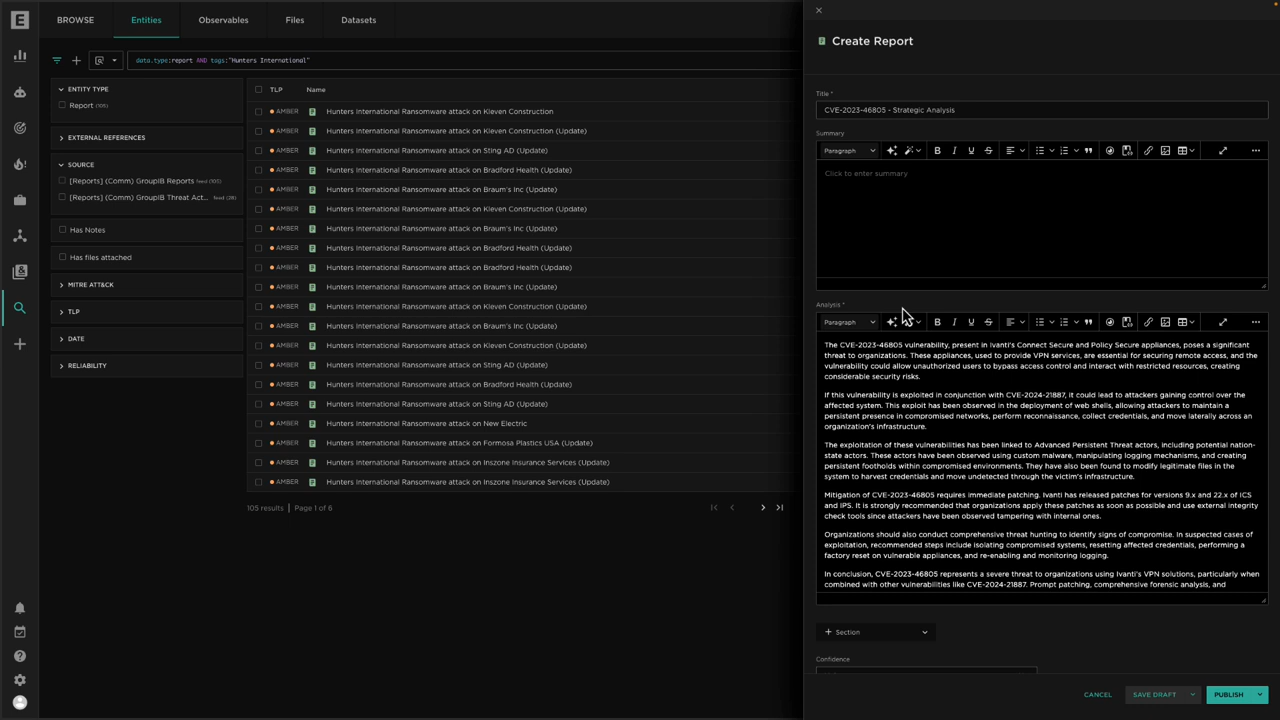 BROWSE
Entities
Observables
Files
Datasets
data.type:report AND tags:"Hunters International"
ENTITY TYPE
Report (105)
EXTERNAL REFERENCES
SOURCE
[Reports] (Comm) GroupIB Reports feed (105)
[Reports] (Comm) GroupIB Threat Act... feed (28)
Has Notes
Has files attached
MITRE ATT&CK
TLP
DATE
RELIABILITY
TLP Name
AMBER Hunters International Ransomware attack on Kleven Construction
AMBER Hunters International Ransomware attack on Kleven Construction (Update)
AMBER Hunters International Ransomware attack on Sting AD (Update)
AMBER Hunters International Ransomware attack on Bradford Health (Update)
AMBER Hunters International Ransomware attack on Braum's Inc (Update)
AMBER Hunters International Ransomware attack on Kleven Construction (Update)
AMBER Hunters International Ransomware attack on Braum's Inc (Update)
AMBER Hunters International Ransomware attack on Bradford Health (Update)
AMBER Hunters International Ransomware attack on Bradford Health (Update)
AMBER Hunters International Ransomware attack on Braum's Inc (Update)
AMBER Hunters International Ransomware attack on Kleven Construction (Update)
AMBER Hunters International Ransomware attack on Braum's Inc (Update)
AMBER Hunters International Ransomware attack on Kleven Construction (Update)
AMBER Hunters International Ransomware attack on Sting AD (Update)
AMBER Hunters International Ransomware attack on Bradford Health (Update)
AMBER Hunters International Ransomware attack on Sting AD (Update)
AMBER Hunters International Ransomware attack on New Electric
AMBER Hunters International Ransomware attack on Formosa Plastics USA (Update)
AMBER Hunters International Ransomware attack on Inszone Insurance Services (Update)
AMBER Hunters International Ransomware attack on Inszone Insurance Services (Update)
105 results | Page 1 of 6
Create Report
Title *
CVE-2023-46805 - Strategic Analysis
Summary
Paragraph
Click to enter summary
Analysis *
Paragraph
The CVE-2023-46805 vulnerability, present in Ivanti's Connect Secure and Policy Secure appliances, poses a significant
threat to organizations. These appliances, used to provide VPN services, are essential for securing remote access, and the
vulnerability could allow unauthorized users to bypass access control and interact with restricted resources, creating
considerable security risks.
If this vulnerability is exploited in conjunction with CVE-2024-21887, it could lead to attackers gaining control over the
affected system. This exploit has been observed in the deployment of web shells, allowing attackers to maintain a
persistent presence in compromised networks, perform reconnaissance, collect credentials, and move laterally across an
organization's infrastructure.
The exploitation of these vulnerabilities has been linked to Advanced Persistent Threat actors, including potential nation-
state actors. These actors have been observed using custom malware, manipulating logging mechanisms, and creating
persistent footholds within compromised environments. They have also been found to modify legitimate files in the
system to harvest credentials and move undetected through the victim's infrastructure.
Mitigation of CVE-2023-46805 requires immediate patching. Ivanti has released patches for versions 9.x and 22.x of ICS
and IPS. It is strongly recommended that organizations apply these patches as soon as possible and use external integrity
check tools since attackers have been observed tampering with internal ones.
Organizations should also conduct comprehensive threat hunting to identify signs of compromise. In suspected cases of
exploitation, recommended steps include isolating compromised systems, resetting affected credentials, performing a
factory reset on vulnerable appliances, and re-enabling and monitoring logging.
In conclusion, CVE-2023-46805 represents a severe threat to organizations using Ivanti's VPN solutions, particularly when
combined with other vulnerabilities like CVE-2024-21887. Prompt patching, comprehensive forensic analysis, and
+ Section
Confidence
CANCEL
SAVE DRAFT
PUBLISH